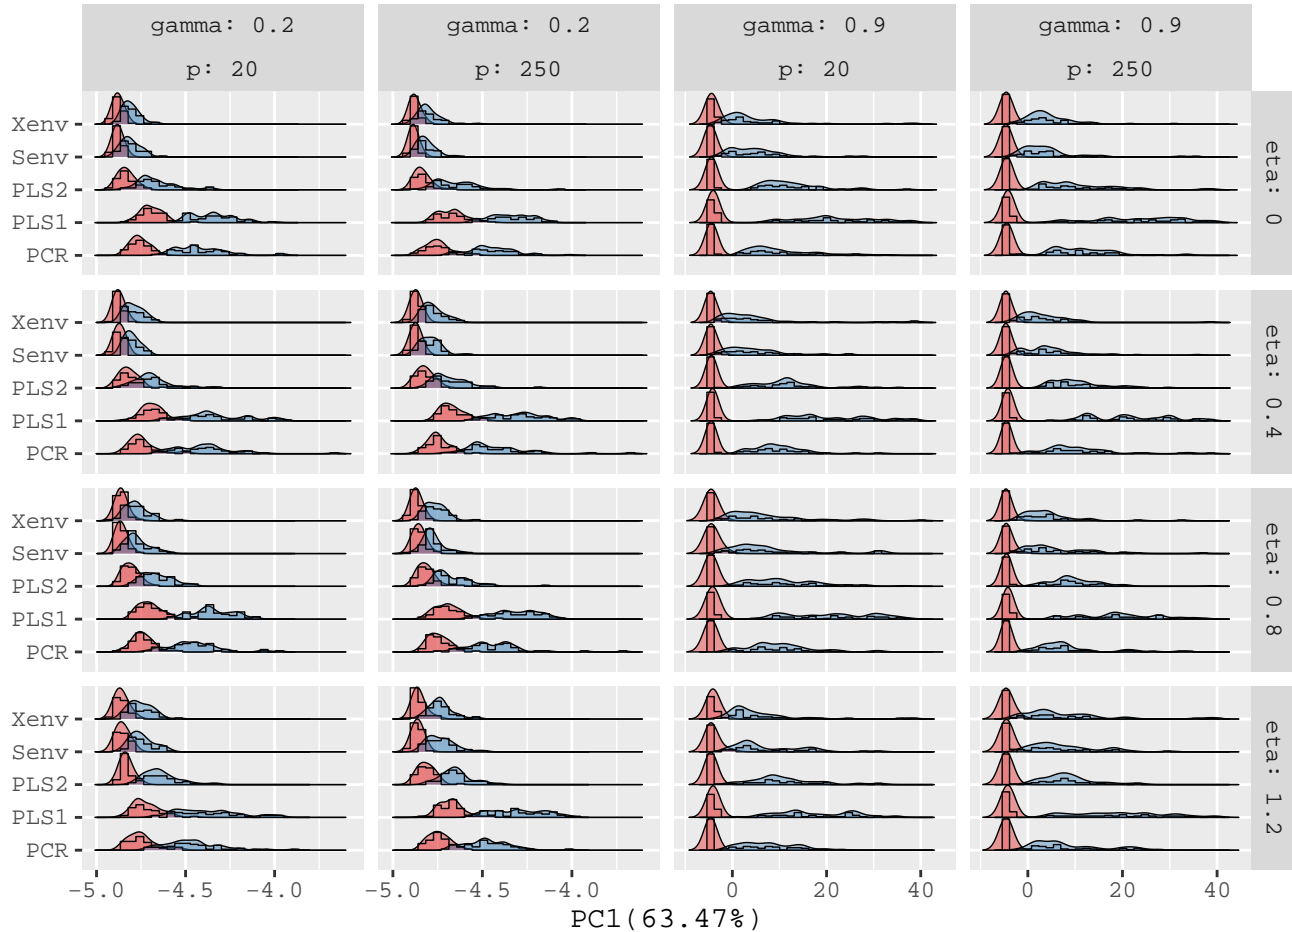 gamma: 0.2 gamma: 0.2 gamma: 0.9 gamma: 0.9
p: 20 p: 250 p: 20 p: 250
Xenv
Senv
PLS2
PLS1
PCR
eta: 0
Xenv
Senv
PLS2
PLS1
PCR
eta: 0.4
Xenv
Senv
PLS2
PLS1
PCR
eta: 0.8
Xenv
Senv
PLS2
PLS1
PCR
eta: 1.2
−5.0 −4.5 −4.0 −5.0 −4.5 −4.0 0 20 40 0 20 40
PC1(63.47%)